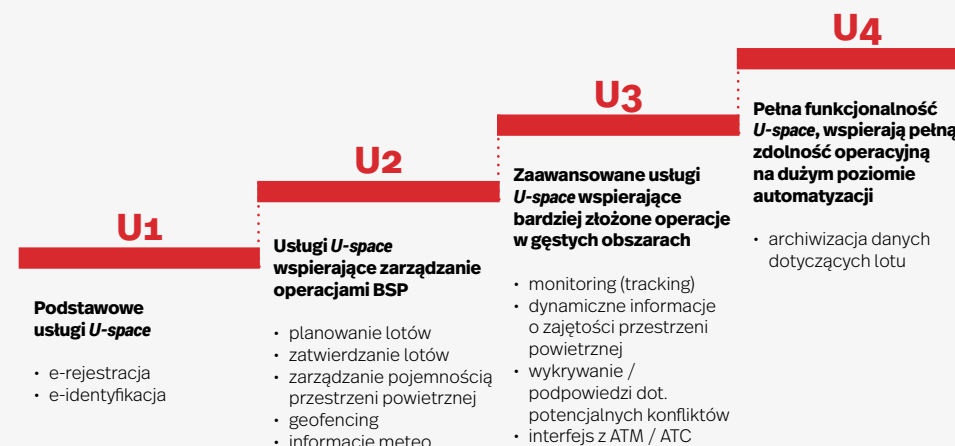 U1
Podstawowe
usługi U-space
• e-rejestracja
• e-identyfikacja
U2
Usługi U-space
wspierające zarządzanie
operacjami BSP
• planowanie lotów
• zatwierdzanie lotów
• zarządzanie pojemnością
przestrzeni powietrznej
• geofencing
• informacje meteo
U3
Zaawansowane usługi
U-space wspierające
bardziej złożone operacje
w gęstych obszarach
• monitoring (tracking)
• dynamiczne informacje
o zajętości przestrzeni
powietrznej
• wykrywanie /
podpowiedzi dot.
potencjalnych konfliktów
• interfejs z ATM / ATC
U4
Pełna funkcjonalność
U-space, wspierają pełną
zdolność operacyjną
na dużym poziomie
automatyzacji
• archiwizacja danych
dotyczących lotu